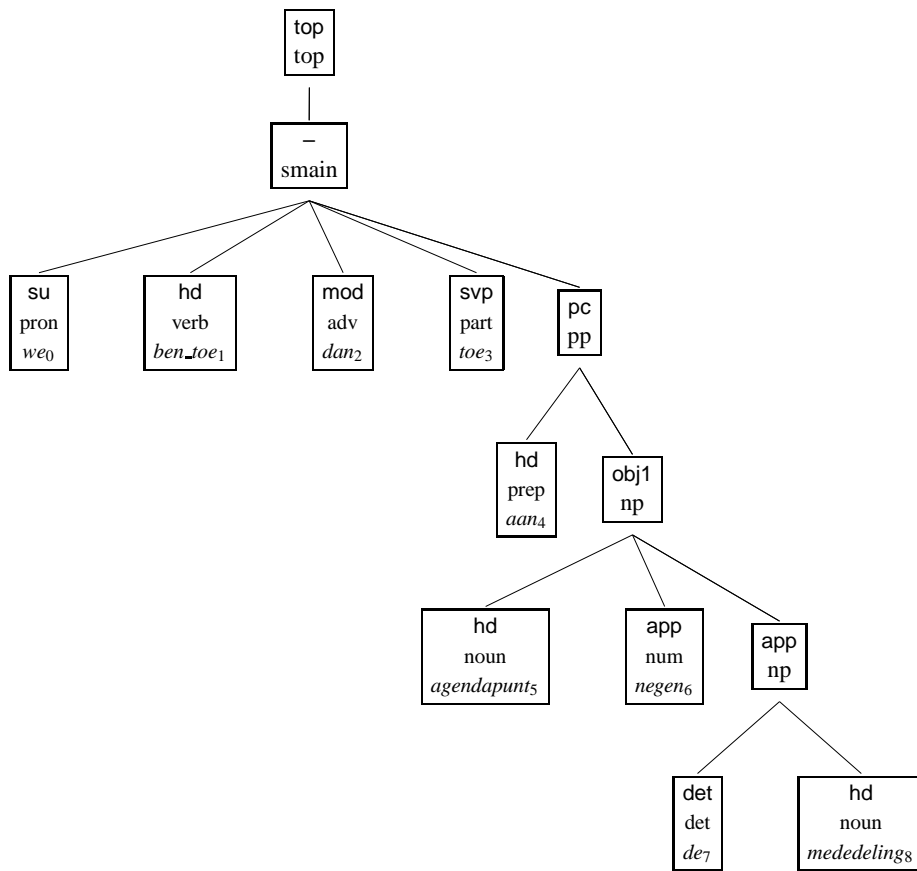 top
top
–
smain
su
pron
we0
hd
verb
ben_toe1
mod
adv
dan2
svp
part
toe3
pc
pp
hd
prep
aan4
obj1
np
hd
noun
agendapunt5
app
num
negen6
app
np
det
det
de7
hd
noun
mededeling8